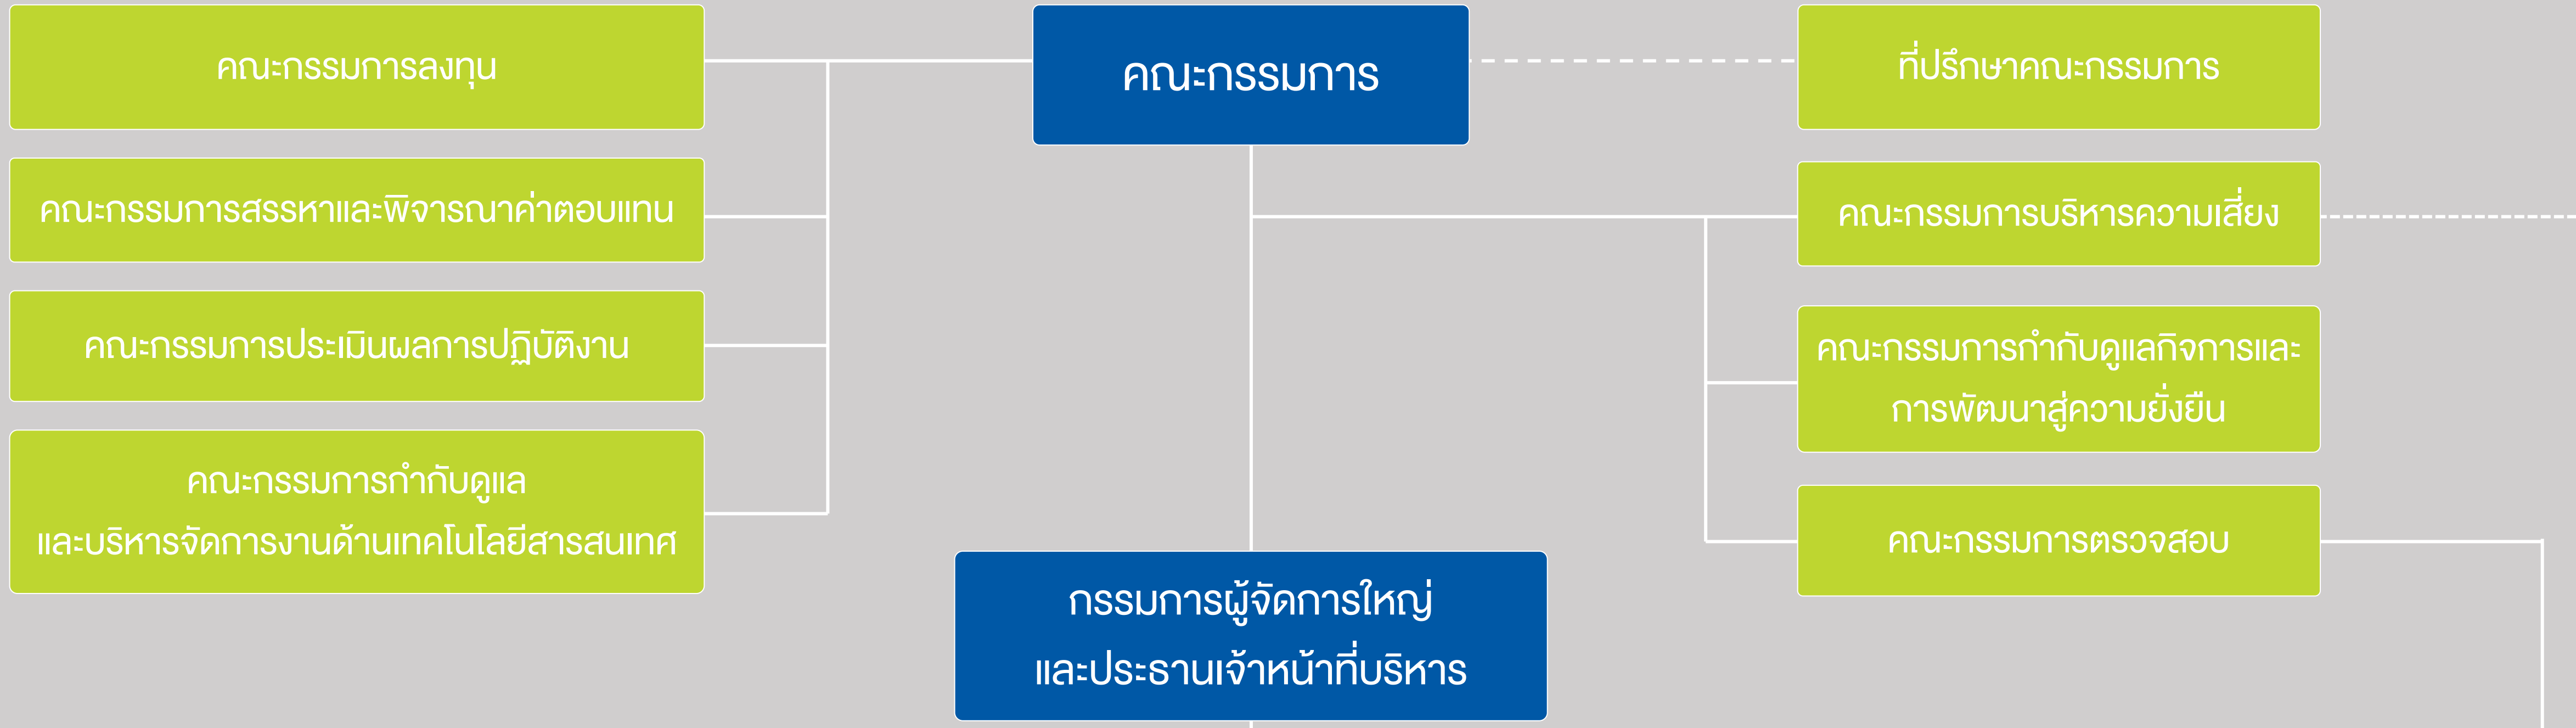 คณะกรรมการลงทุน
คณะกรรมการ
ที่ปรึกษาคณะกรรมการ
คณะกรรมการสรรหาและพิจารณาค่าตอบแทน
คณะกรรมการบริหารความเสี่ยง
คณะกรรมการประเมินผลการปฏิบัติงาน
คณะกรรมการกำกับดูแลกิจการและ
การพัฒนาสู่ความยั่งยืน
คณะกรรมการกำกับดูแล
และบริหารจัดการงานด้านเทคโนโลยีสารสนเทศ
คณะกรรมการตรวจสอบ
กรรมการผู้จัดการใหญ่
และประธานเจ้าหน้าที่บริหาร